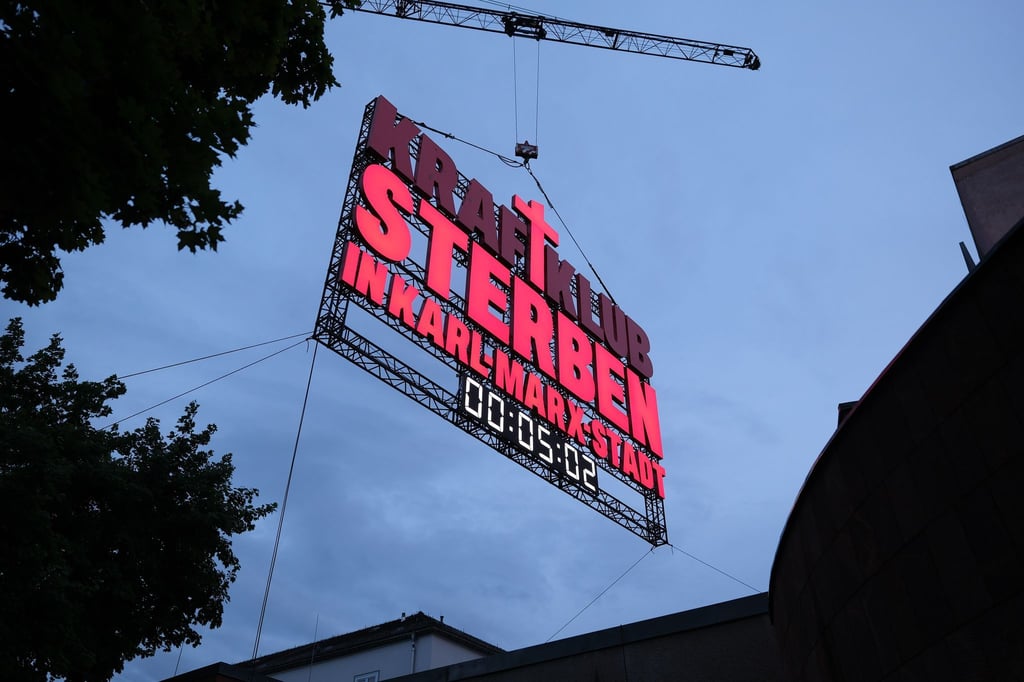 KRAFTKLUB
STERBEN
IN KARL-MARX-STADT
00:05:02